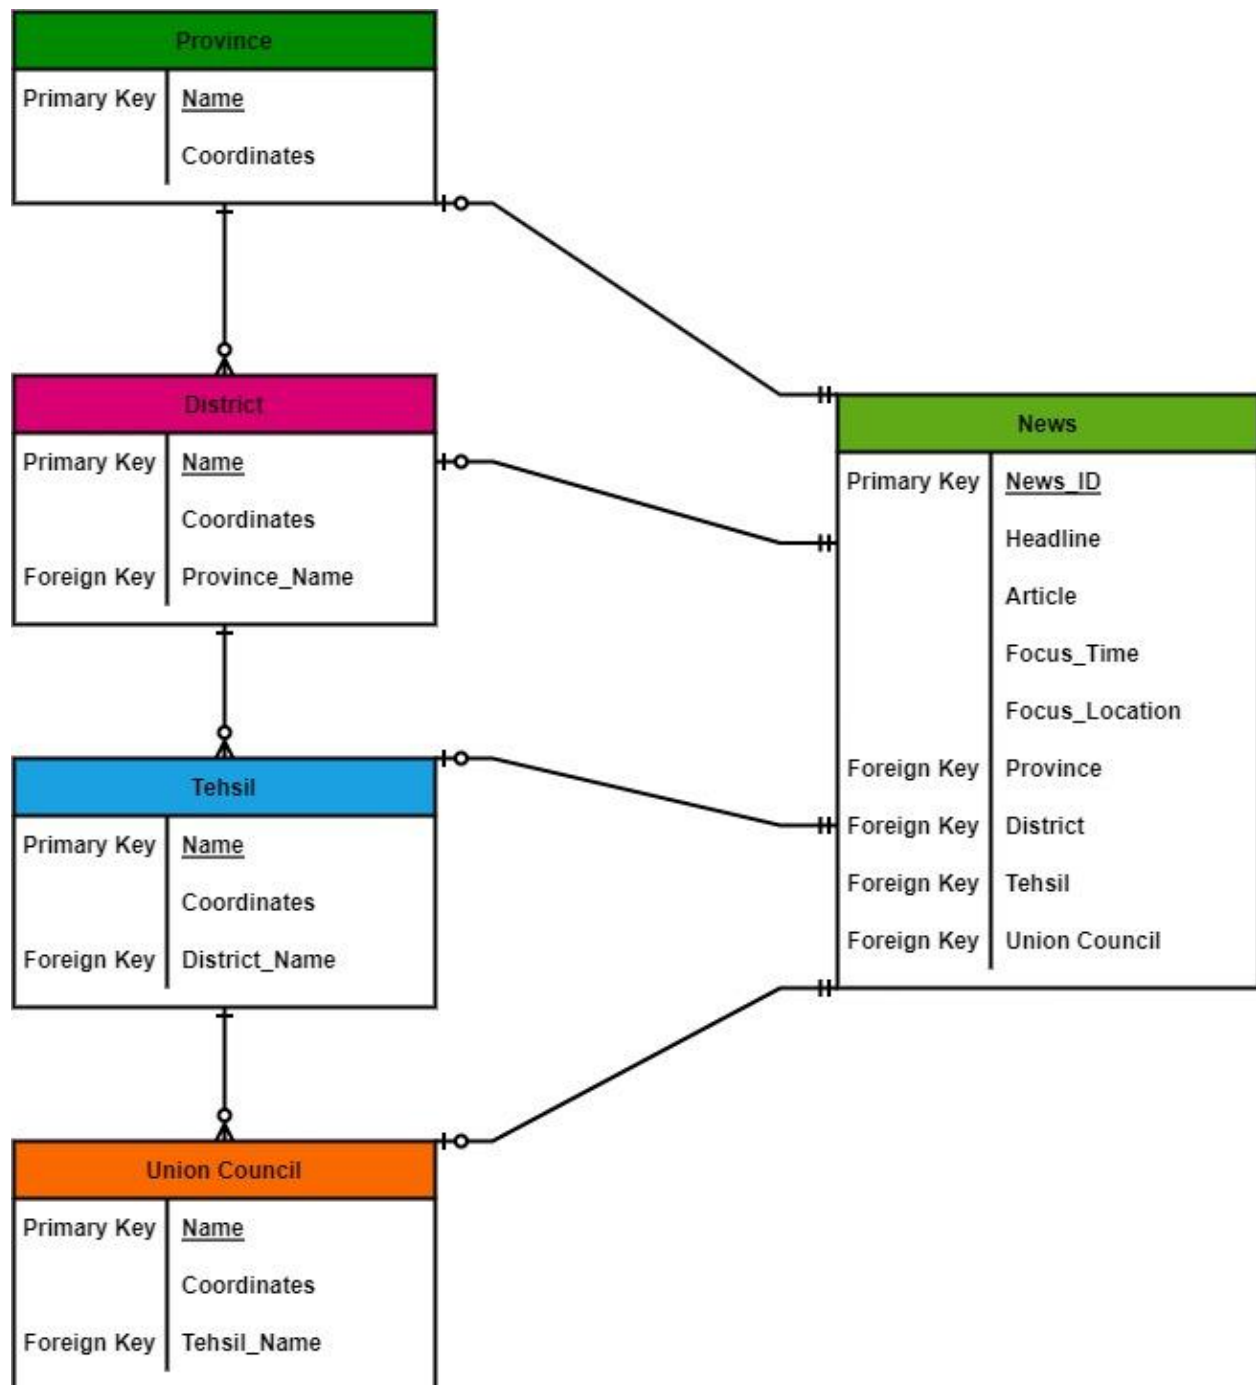 Province
Primary Key Name
Coordinates
District
Primary Key Name
Coordinates
Foreign Key Province_Name
Tehsil
Primary Key Name
Coordinates
Foreign Key District_Name
Union Council
Primary Key Name
Coordinates
Foreign Key Tehsil_Name
News
Primary Key News_ID
Headline
Article
Focus_Time
Focus_Location
Foreign Key Province
Foreign Key District
Foreign Key Tehsil
Foreign Key Union Council